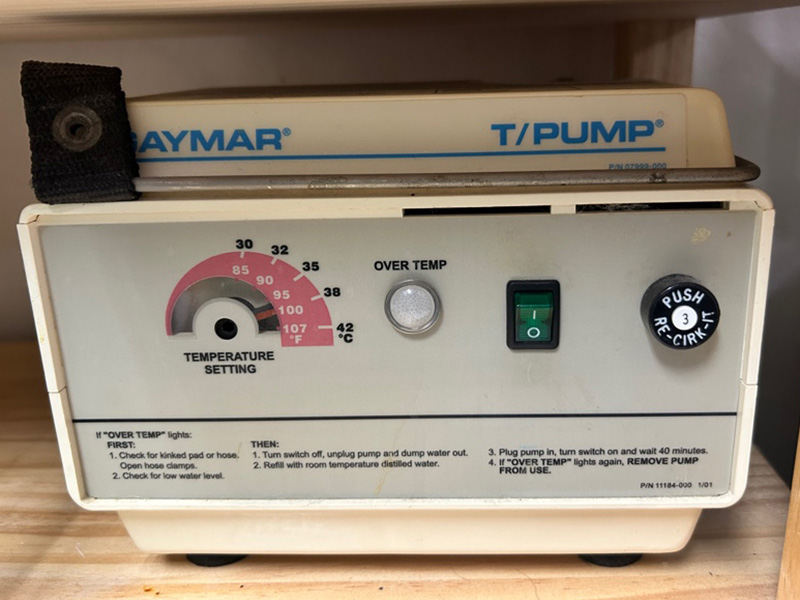 GAYMAR® T/PUMP®
P/N 07999-000
30 32 35 38 42 °C
85 90 95 100 107 °F
TEMPERATURE
SETTING
OVER TEMP
I
O
PUSH
3
RE-CIRK-IT
If "OVER TEMP" lights:
FIRST:
1. Check for kinked pad or hose.
Open hose clamps.
2. Check for low water level.
THEN:
1. Turn switch off, unplug pump and dump water out.
2. Refill with room temperature distilled water.
3. Plug pump in, turn switch on and wait 40 minutes.
4. If "OVER TEMP" lights again, REMOVE PUMP
FROM USE.
P/N 11184-000 1/01